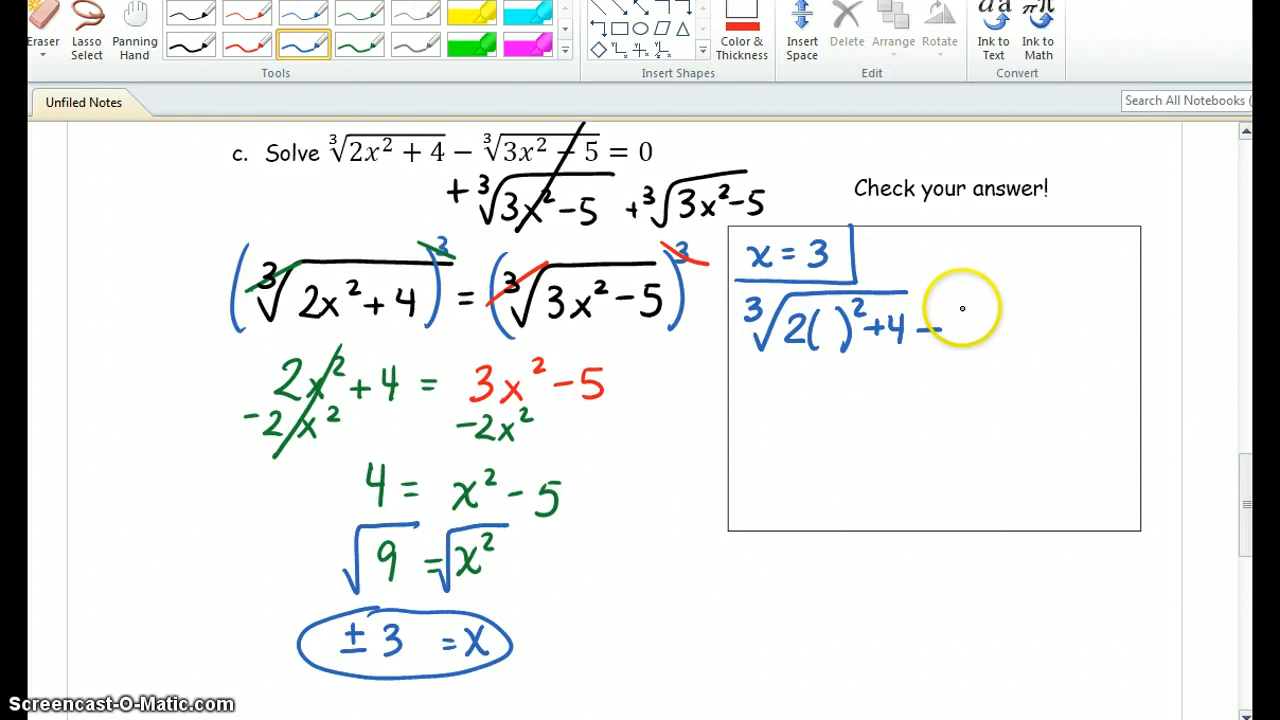 Eraser Lasso Select Panning Hand Color & Thickness Insert Space Delete Arrange Rotate Ink to Text Ink to Math
Tools Insert Shapes Edit Convert
Unfiled Notes Search All Notebooks (
c. Solve ∛(2x² + 4) − ∛(3x² − 5) = 0
+ ∛(3x² − 5) + ∛(3x² − 5)
(∛(2x² + 4))³ = (∛(3x² − 5))³
2x² + 4 = 3x² − 5
−2x² −2x²
4 = x² − 5
√9 = √x²
± 3 = x
Check your answer!
x = 3
∛(2( )² + 4) −
Screencast-O-Matic.com